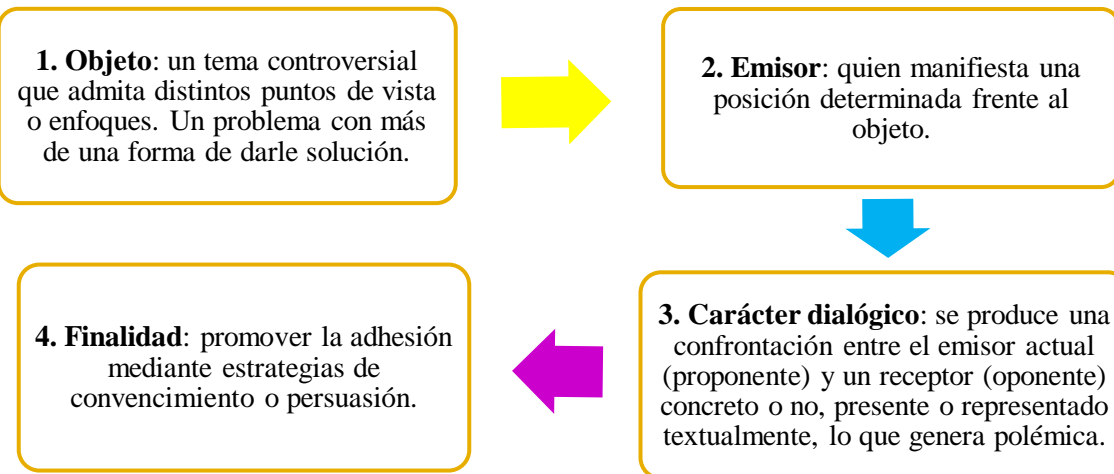 1. Objeto: un tema controversial
que admita distintos puntos de vista
o enfoques. Un problema con más
de una forma de darle solución.
2. Emisor: quien manifiesta una
posición determinada frente al
objeto.
3. Carácter dialógico: se produce una
confrontación entre el emisor actual
(proponente) y un receptor (oponente)
concreto o no, presente o representado
textualmente, lo que genera polémica.
4. Finalidad: promover la adhesión
mediante estrategias de
convencimiento o persuasión.